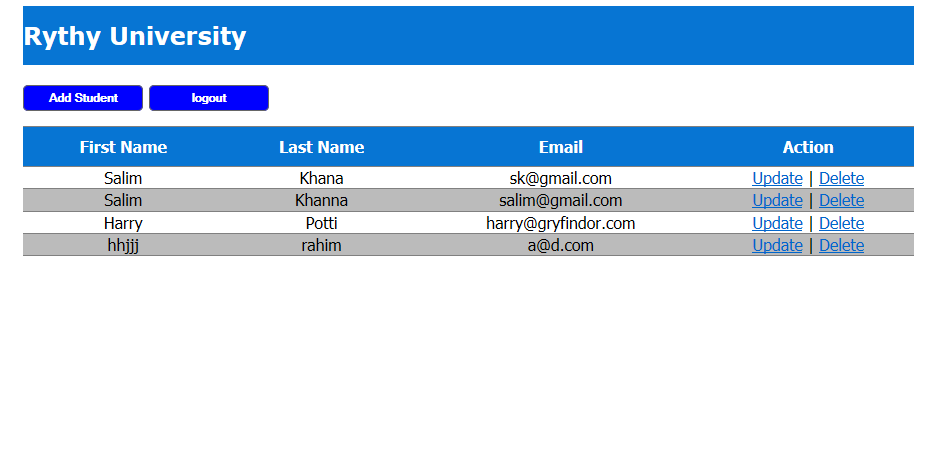 Rythy University
Add Student logout
First Name Last Name Email Action
Salim Khana sk@gmail.com Update | Delete
Salim Khanna salim@gmail.com Update | Delete
Harry Potti harry@gryfindor.com Update | Delete
hhjjj rahim a@d.com Update | Delete